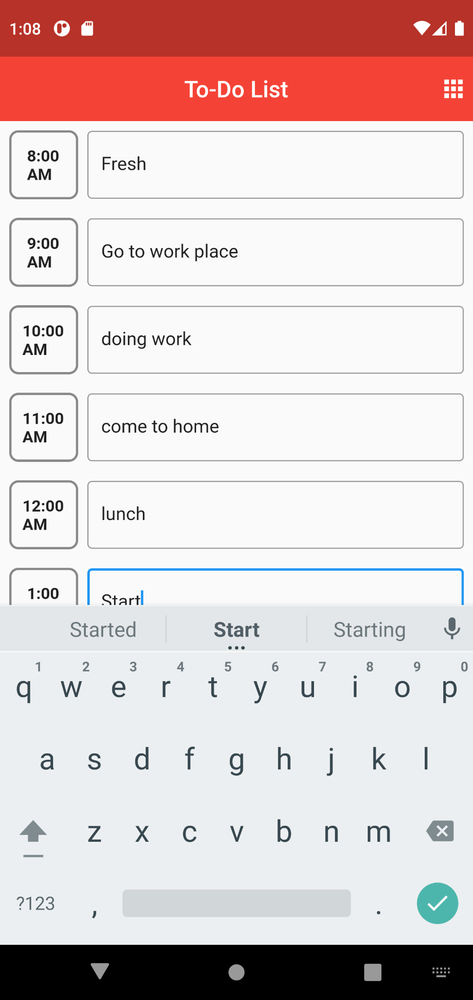 1:08
To-Do List
8:00
AM
Fresh
9:00
AM
Go to work place
10:00
AM
doing work
11:00
AM
come to home
12:00
AM
lunch
1:00
Start
Started Start Starting
1 2 3 4 5 6 7 8 9 0
q w e r t y u i o p
a s d f g h j k l
z x c v b n m
?123 , .